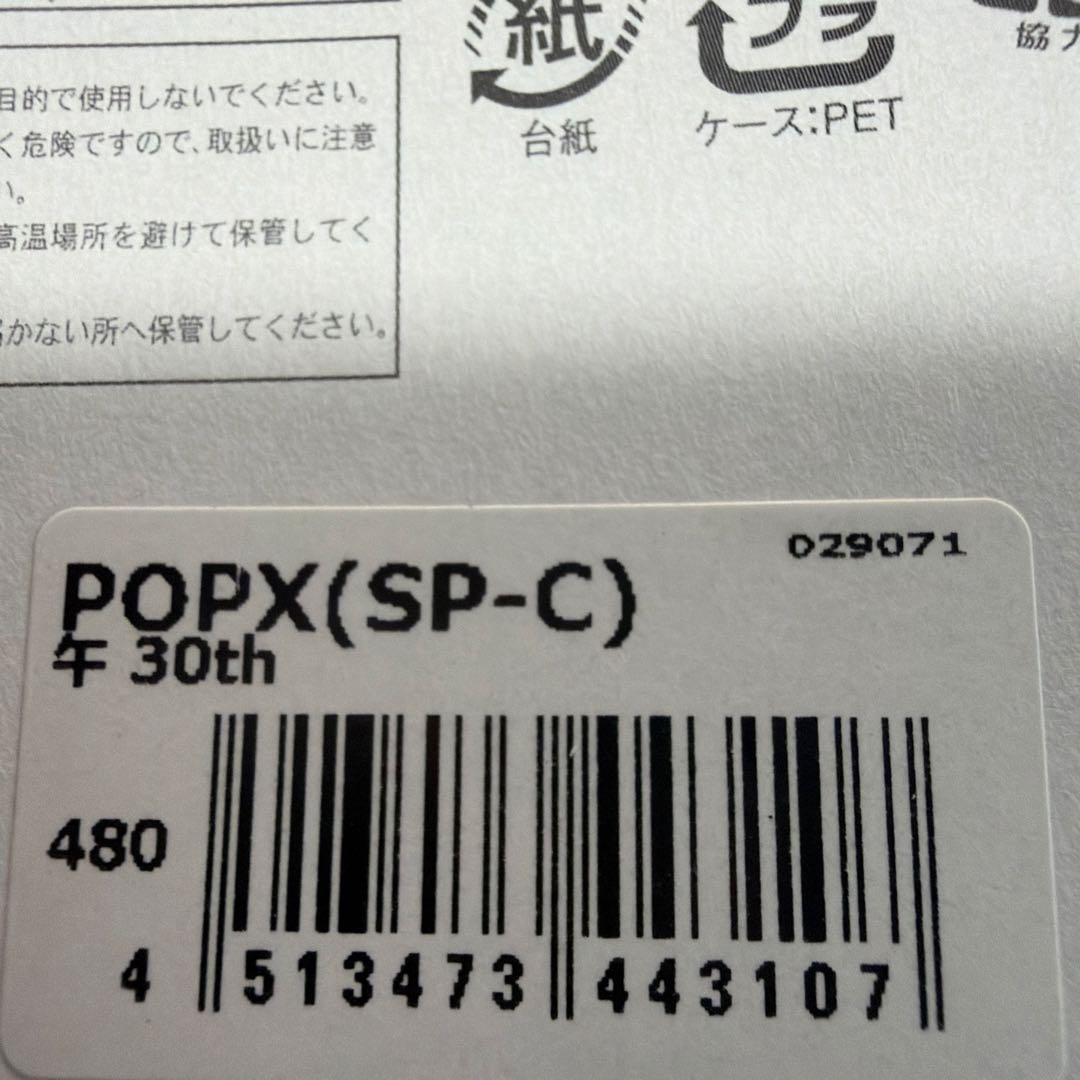 目的で使用しないでください。
く危険ですので、取扱いに注意
い。
高温場所を避けて保管してく
かない所へ保管してください。
紙
台紙
プラ
ケース:PET
協
029071
POPX(SP-C)
午 30th
480
4 513473 443107